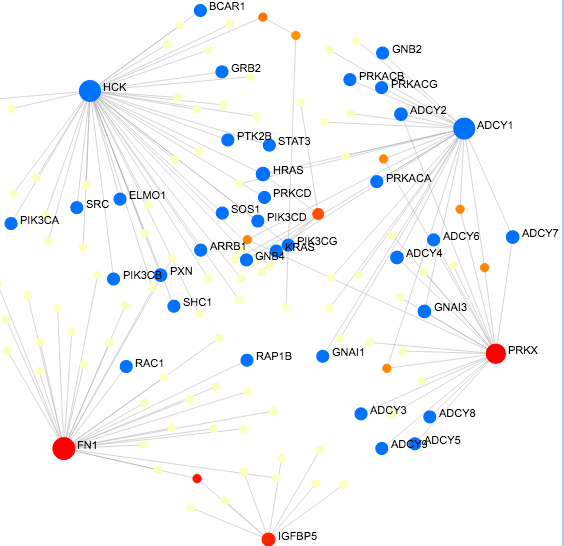 BCAR1
GNB2
GRB2
PRKACB
PRKACG
HCK
ADCY2
ADCY1
PTK2B
STAT3
HRAS
PRKACA
PRKCD
ELMO1
SRC
SOS1
PIK3CD
PIK3CA
ADCY6
ADCY7
PIK3CG
KRAS
ARRB1
GNB4
ADCY4
PIK3CB
PXN
SHC1
GNAI3
PRKX
GNAI1
RAP1B
RAC1
ADCY3
ADCY8
FN1
ADCY5
ADCY9
IGFBP5